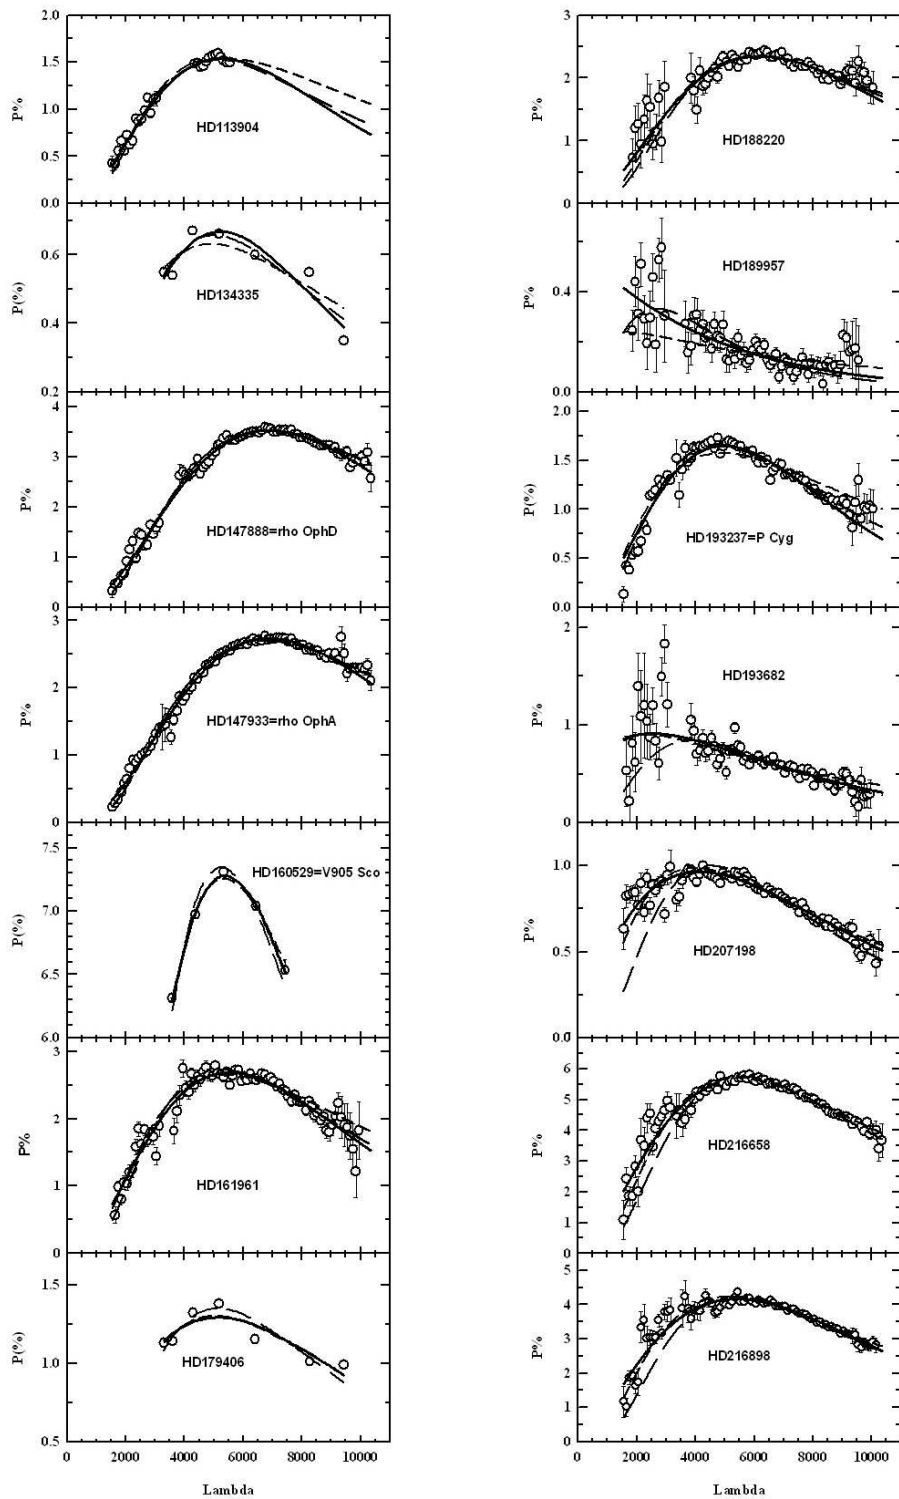 2.0
1.5
1.0
0.5
0.0
P%
HD113904
0.6
0.4
0.2
P(%)
HD134335
4
3
2
1
0
P%
HD147888=rho OphD
3
2
1
0
P%
HD147933=rho OphA
7.5
7.0
6.5
6.0
P(%)
HD160529=V905 Sco
3
2
1
0
P%
HD161961
1.5
1.0
0.5
P(%)
HD179406
0 2000 4000 6000 8000 10000
Lambda
3
2
1
0
P%
HD188220
0.4
0.0
P%
HD189957
2.0
1.5
1.0
0.5
0.0
P(%)
HD193237=P Cyg
2
1
0
P%
HD193682
1.0
0.5
0.0
P%
HD207198
6
5
4
3
2
1
0
P%
HD216658
5
4
3
2
1
0
P%
HD216898
0 2000 4000 6000 8000 10000
Lambda